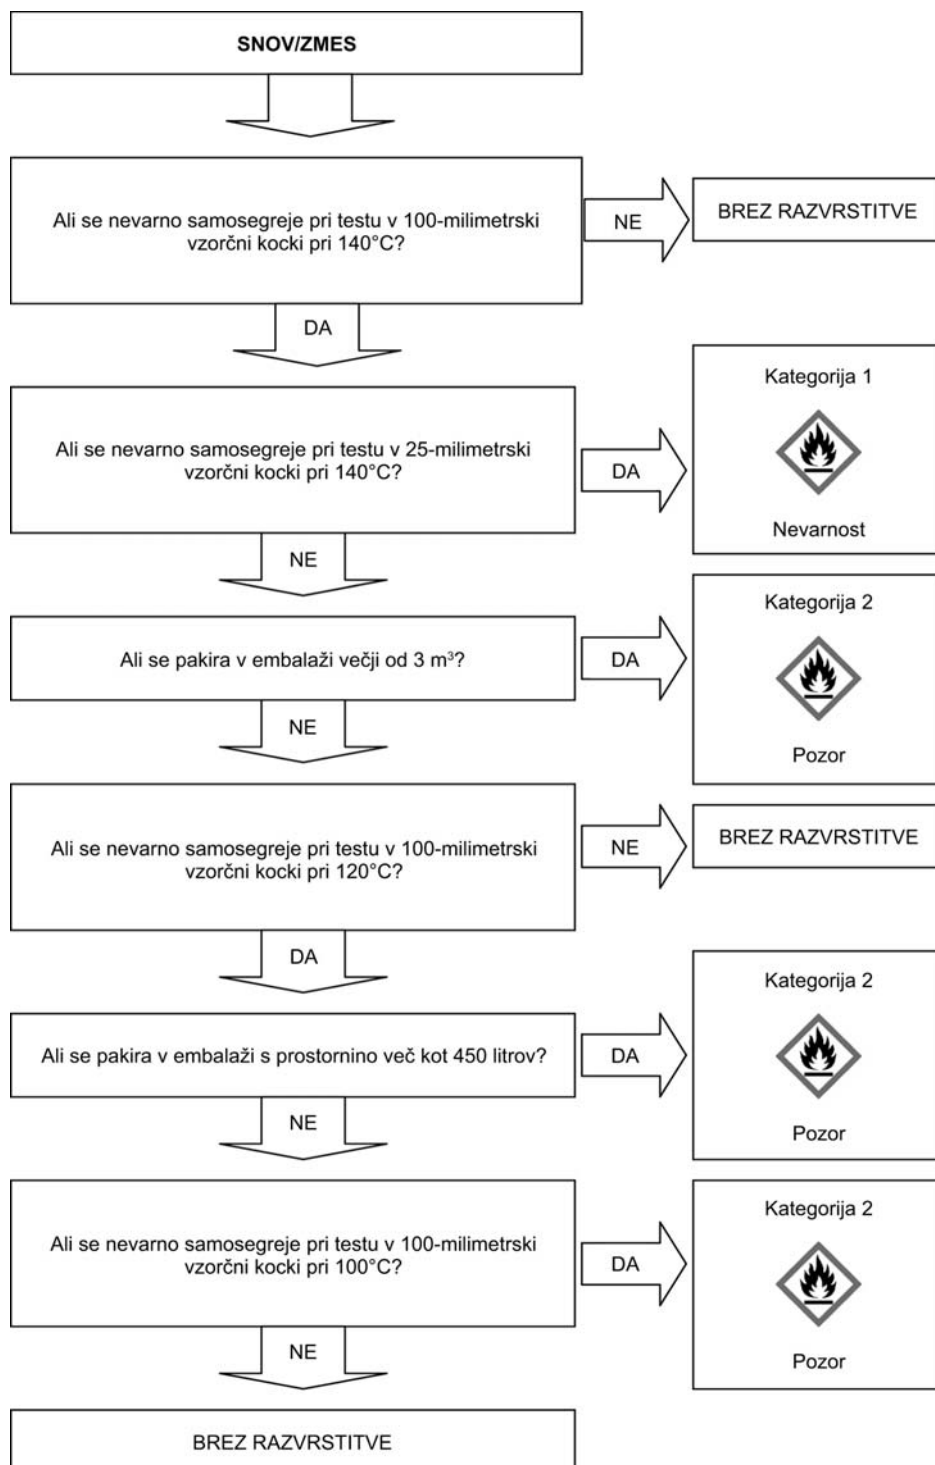 SNOV/ZMES
Ali se nevarno samosegreje pri testu v 100-milimetrski
vzorčni kocki pri 140°C?
NE
BREZ RAZVRSTITVE
DA
Ali se nevarno samosegreje pri testu v 25-milimetrski
vzorčni kocki pri 140°C?
DA
Kategorija 1
Nevarnost
NE
Ali se pakira v embalaži večji od 3 m³?
DA
Kategorija 2
Pozor
NE
Ali se nevarno samosegreje pri testu v 100-milimetrski
vzorčni kocki pri 120°C?
NE
BREZ RAZVRSTITVE
DA
Ali se pakira v embalaži s prostornino več kot 450 litrov?
DA
Kategorija 2
Pozor
NE
Ali se nevarno samosegreje pri testu v 100-milimetrski
vzorčni kocki pri 100°C?
DA
Kategorija 2
Pozor
NE
BREZ RAZVRSTITVE